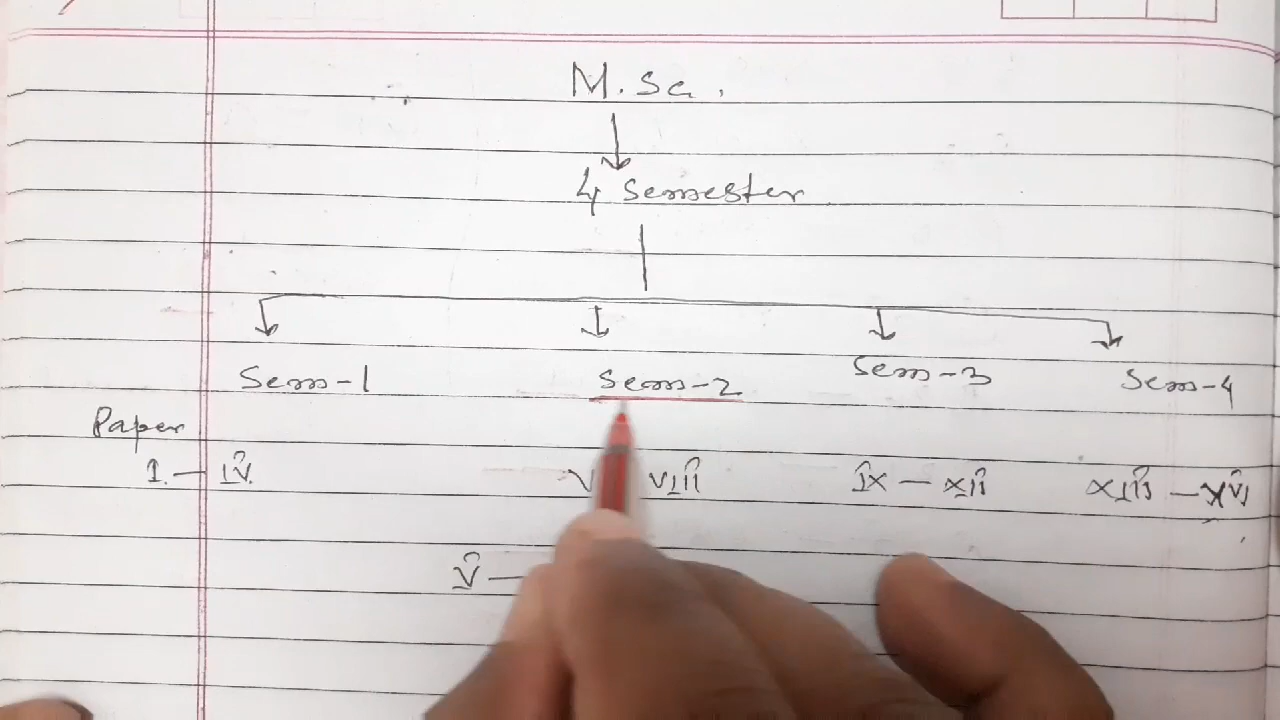 M.Sc.
4 Semester
Sem-1 Sem-2 Sem-3 Sem-4
Paper
I. - IV V VIII IX - XII XIII - XVI
V -